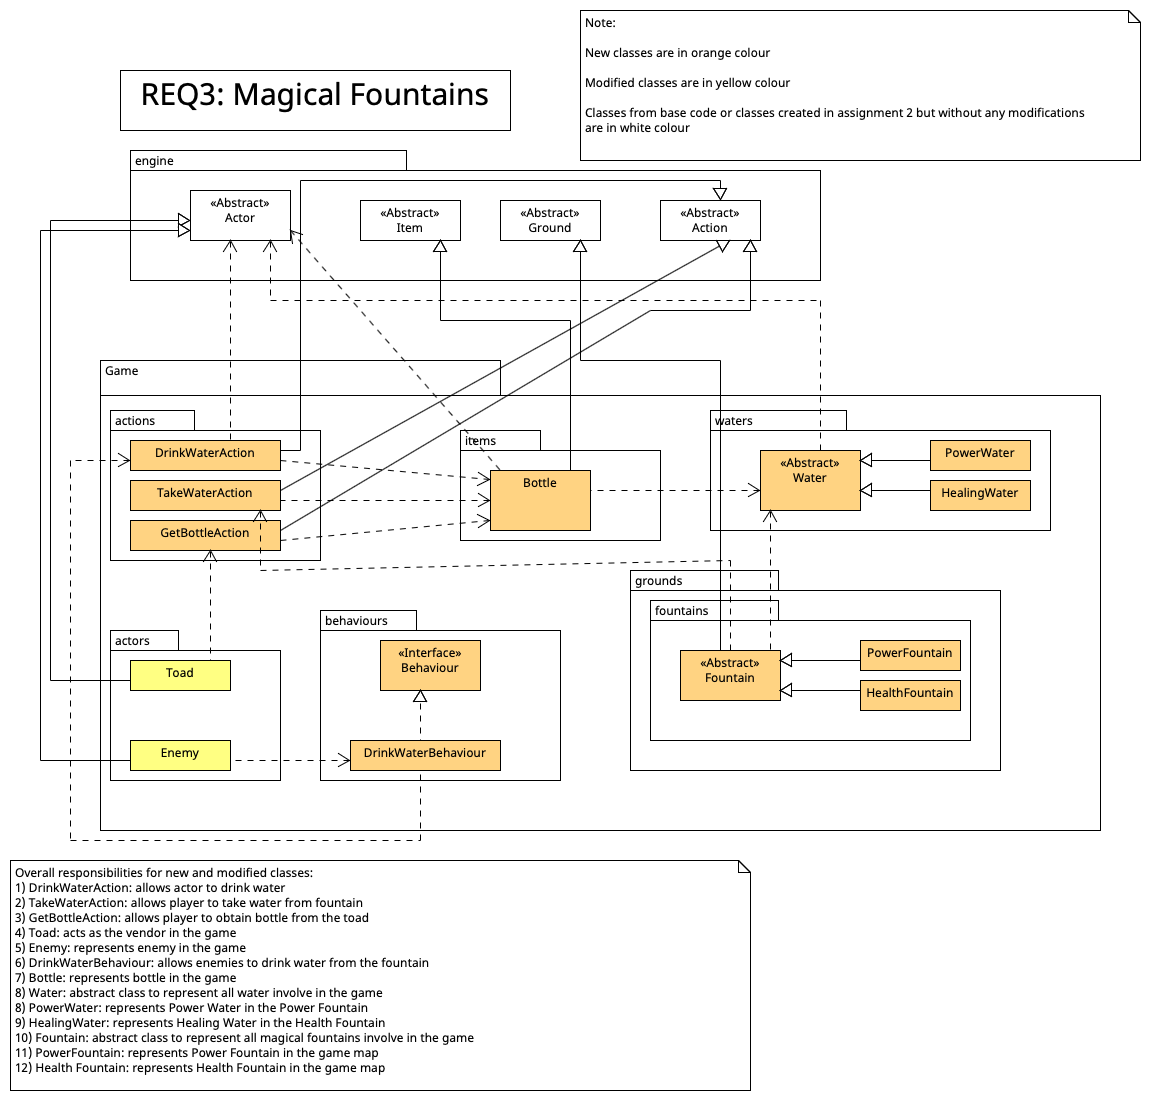 Note:
New classes are in orange colour
Modified classes are in yellow colour
Classes from base code or classes created in assignment 2 but without any modifications
are in white colour
REQ3: Magical Fountains
engine
«Abstract»
Actor
«Abstract»
Item
«Abstract»
Ground
«Abstract»
Action
Game
actions
DrinkWaterAction
TakeWaterAction
GetBottleAction
items
Bottle
waters
«Abstract»
Water
PowerWater
HealingWater
grounds
fountains
«Abstract»
Fountain
PowerFountain
HealthFountain
actors
Toad
Enemy
behaviours
«Interface»
Behaviour
DrinkWaterBehaviour
Overall responsibilities for new and modified classes:
1) DrinkWaterAction: allows actor to drink water
2) TakeWaterAction: allows player to take water from fountain
3) GetBottleAction: allows player to obtain bottle from the toad
4) Toad: acts as the vendor in the game
5) Enemy: represents enemy in the game
6) DrinkWaterBehaviour: allows enemies to drink water from the fountain
7) Bottle: represents bottle in the game
8) Water: abstract class to represent all water involve in the game
8) PowerWater: represents Power Water in the Power Fountain
9) HealingWater: represents Healing Water in the Health Fountain
10) Fountain: abstract class to represent all magical fountains involve in the game
11) PowerFountain: represents Power Fountain in the game map
12) Health Fountain: represents Health Fountain in the game map